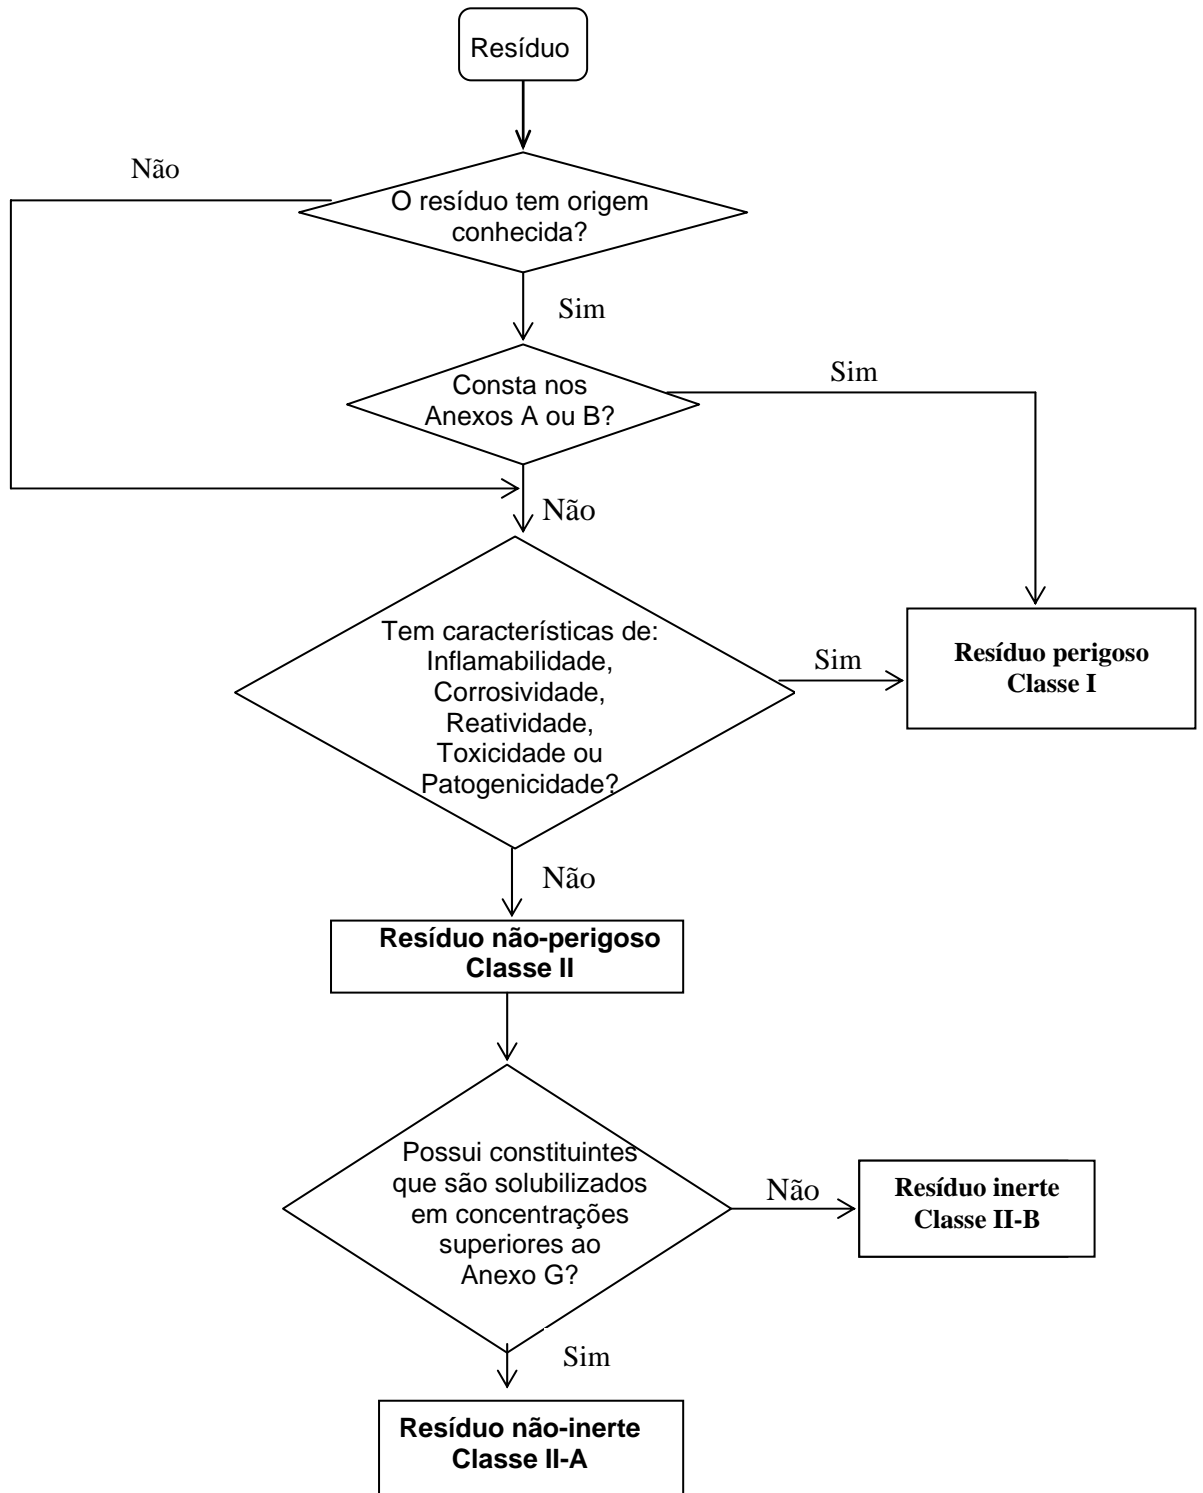 Resíduo
Não
O resíduo tem origem
conhecida?
Sim
Consta nos
Anexos A ou B?
Sim
Não
Tem características de:
Inflamabilidade,
Corrosividade,
Reatividade,
Toxicidade ou
Patogenicidade?
Sim
Resíduo perigoso
Classe I
Não
Resíduo não-perigoso
Classe II
Possui constituintes
que são solubilizados
em concentrações
superiores ao
Anexo G?
Não
Resíduo inerte
Classe II-B
Sim
Resíduo não-inerte
Classe II-A